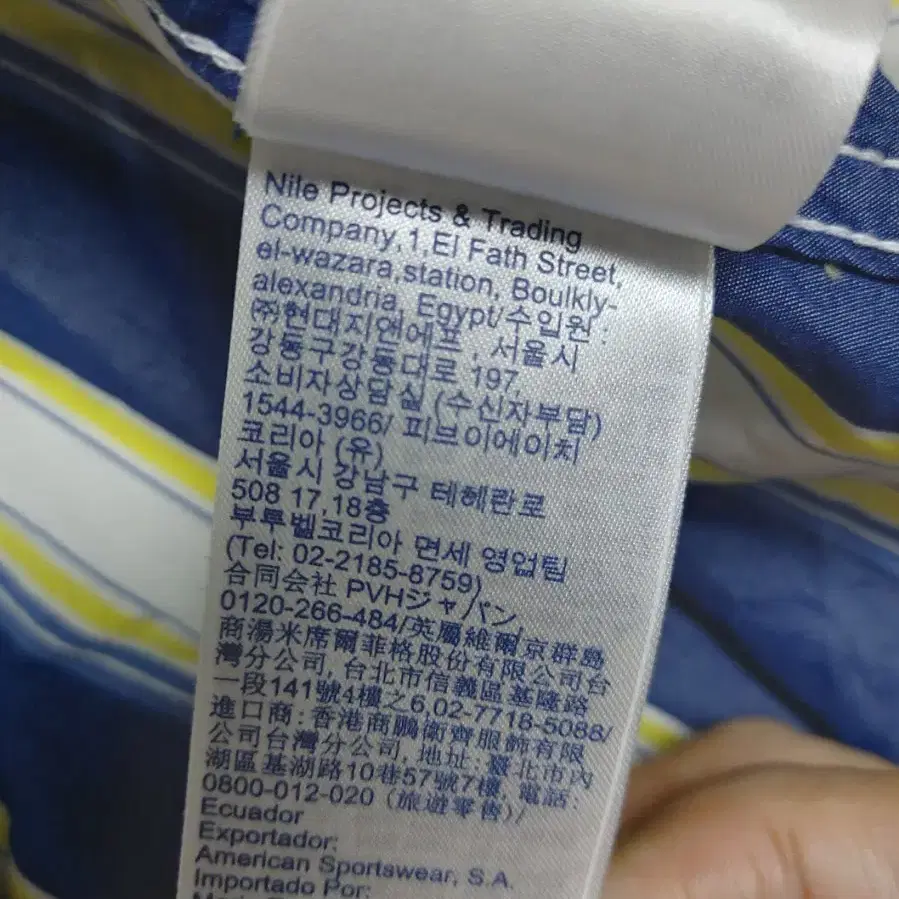 Nile Projects & Trading
Company,1,El Fath Street,
el-wazara,station, Boulkly-
alexandria, Egypt/수입원 :
㈜현대지앤에프 , 서울시
강동구강동대로 197,
소비자상담실 (수신자부담)
1544-3966/ 피브이에이치
코리아 (유)
서울시 강남구 테헤란로
508 17,18층
부투벨코리아 면세 영업팀
(Tel: 02-2185-8759)
合同会社 PVHジャパン,
0120-266-484/英屬維爾京群島
商湯米席爾菲格股份有限公司台
灣分公司, 台北市信義區基隆路
一段141號4樓之6,02-7718-5088/
進口商: 香港商鵬衛齊服飾有限
公司台灣分公司, 地址: 臺北市內
湖區基湖路10巷57號7樓, 電話:
0800-012-020 (旅遊零售)/
Ecuador
Exportador:
American Sportswear, S.A.
Importado Por: